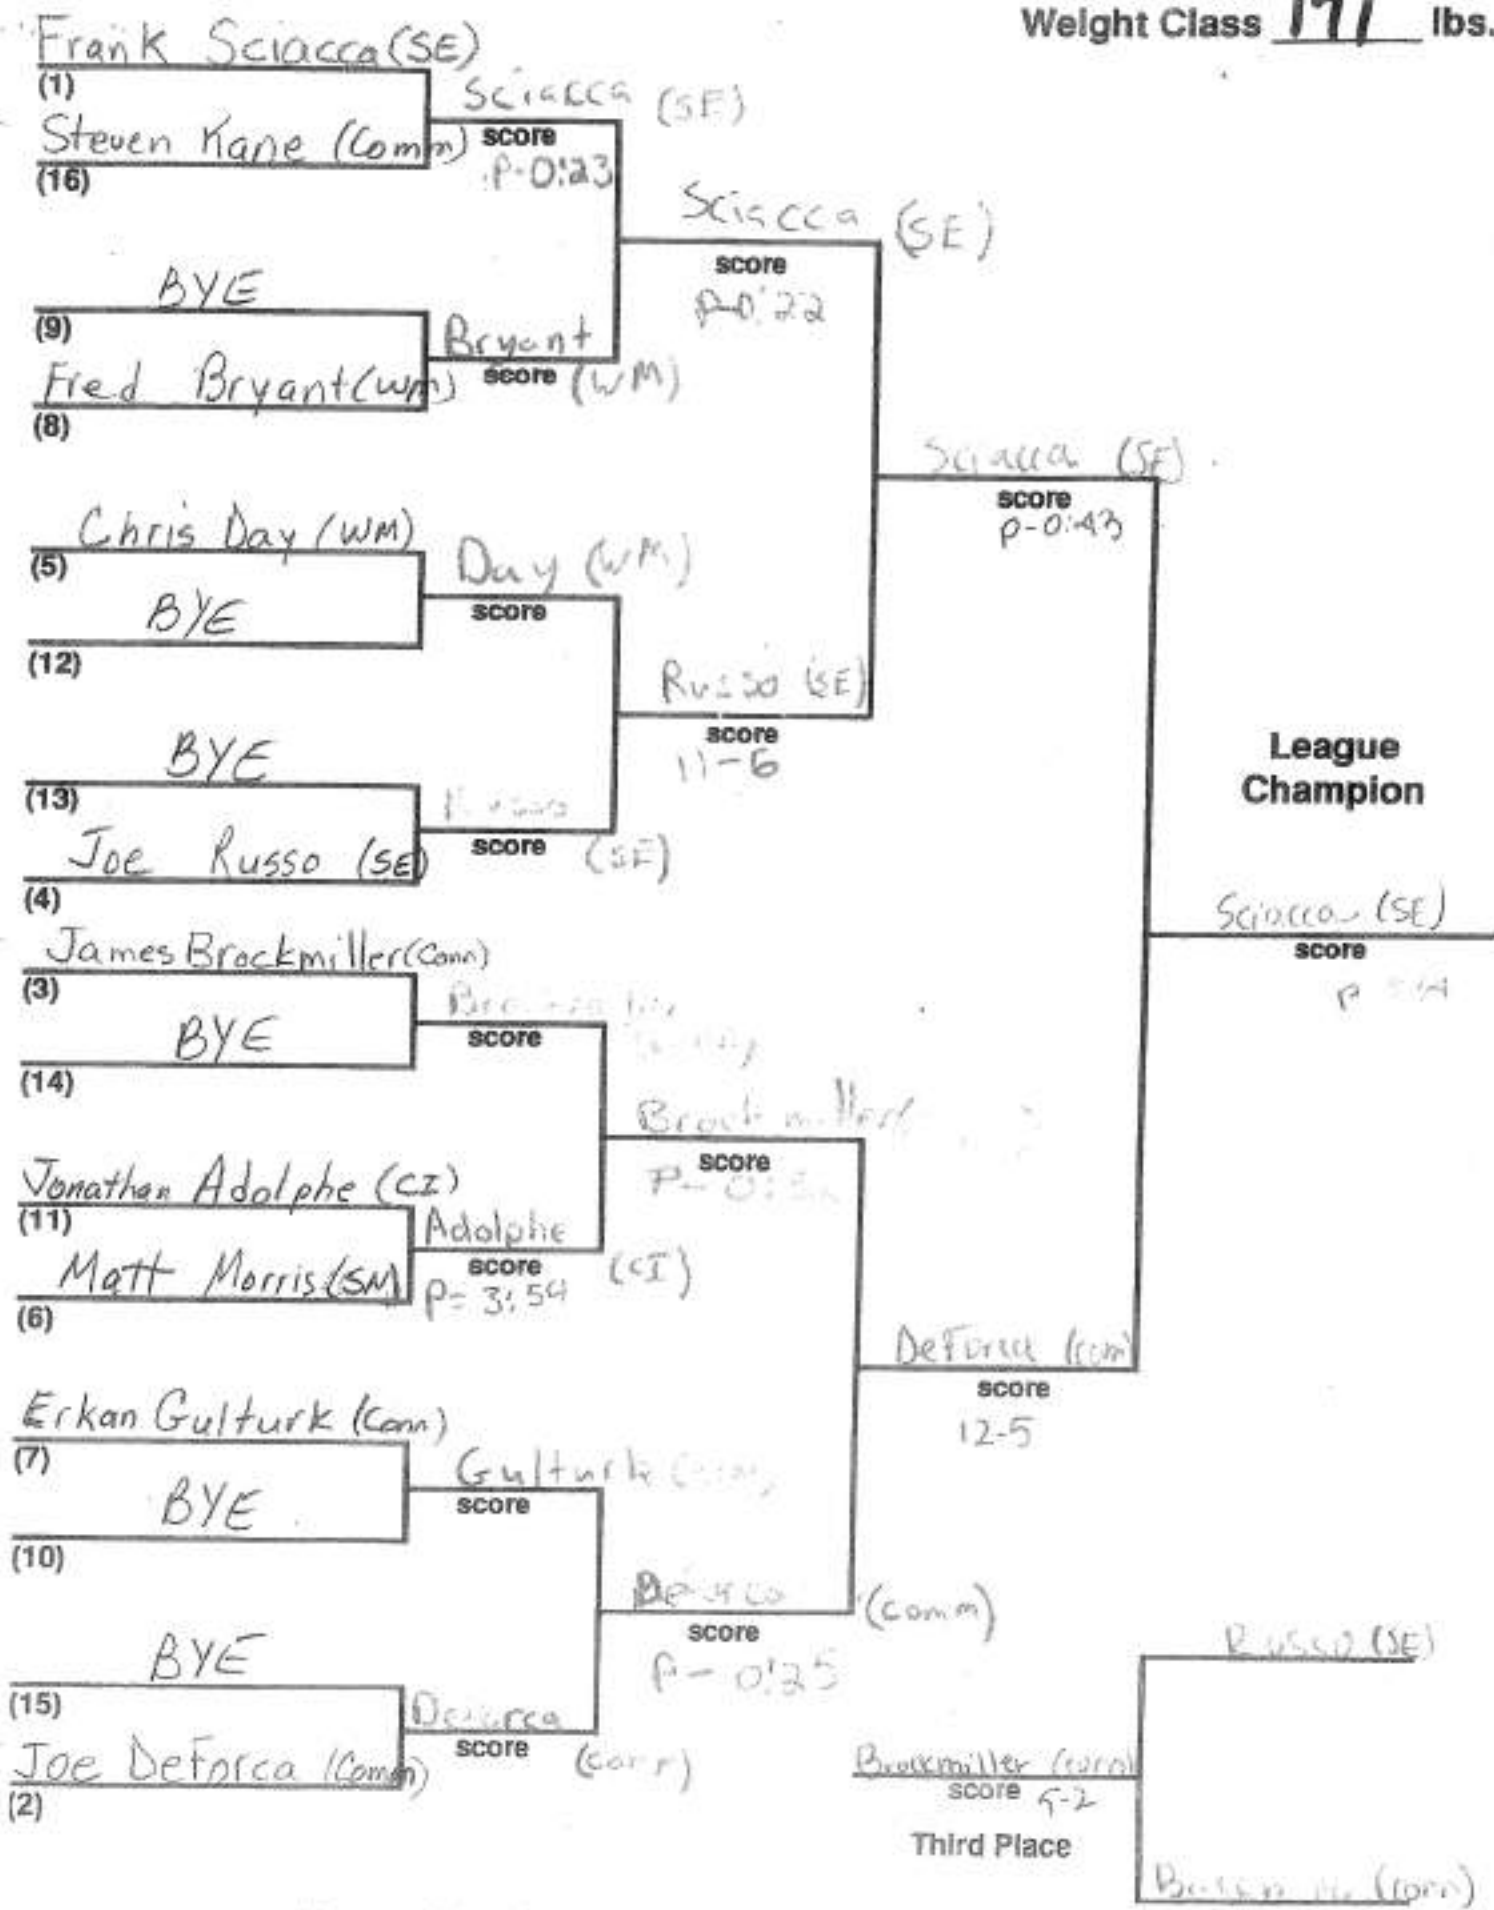 Weight Class 171 lbs.
Frank Sciacca (SE)
(1)
Sciacca (SE)
score
P-0:23
Steven Kane (Comm)
(16)
Sciacca (SE)
score
P-0:22
BYE
(9)
Bryant
score (WM)
Fred Bryant (WM)
(8)
Sciacca (SE)
score
P-0:43
Chris Day (WM)
(5)
Day (WM)
score
BYE
(12)
Russo (SE)
score
11-6
BYE
(13)
Russo
score (SE)
Joe Russo (SE)
(4)
League
Champion
Sciacca (SE)
score
P
James Brockmiller (Conn)
(3)
score
BYE
(14)
Brockmiller
score
Jonathan Adolphe (CI)
(11)
Adolphe
score (CI)
P- 3:54
Matt Morris (SM)
(6)
DeForca (comm)
score
12-5
Erkan Gulturk (Conn)
(7)
Gulturk
score
BYE
(10)
DeForca (comm)
score
P- 0:25
BYE
(15)
DeForca
score
Joe DeForca (Comm)
(2)
Russo (SE)
Brockmiller (conn)
score
Third Place